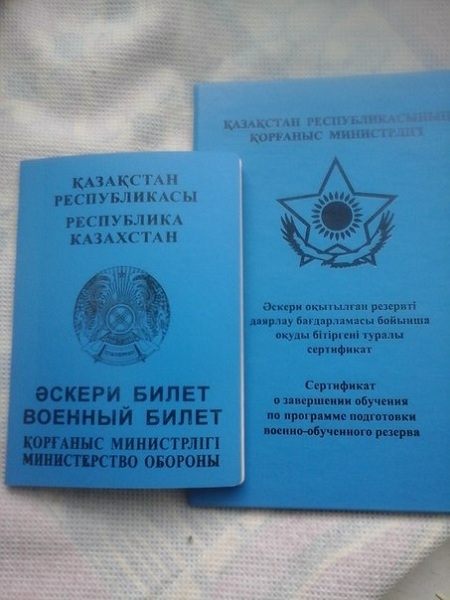 ҚАЗАҚСТАН
РЕСПУБЛИКАСЫ
РЕСПУБЛИКА
КАЗАХСТАН
ӘСКЕРИ БИЛЕТ
ВОЕННЫЙ БИЛЕТ
ҚОРҒАНЫС МИНИСТРЛІГІ
МИНИСТЕРСТВО ОБОРОНЫ
ҚАЗАҚСТАН РЕСПУБЛИКАСЫНЫҢ
ҚОРҒАНЫС МИНИСТРЛІГІ
Әскери оқытылған резервті
даярлау бағдарламасы бойынша
оқуды бітіргені туралы
сертификат
Сертификат
о завершении обучения
по программе подготовки
военно-обученного резерва